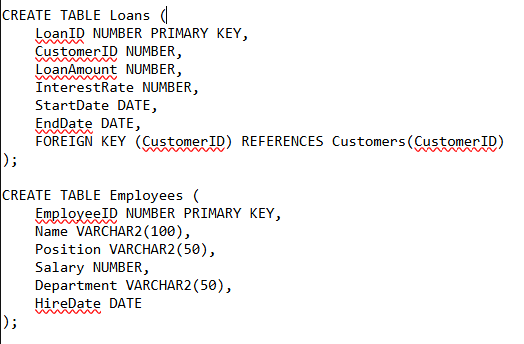 CREATE TABLE Loans (
    LoanID NUMBER PRIMARY KEY,
    CustomerID NUMBER,
    LoanAmount NUMBER,
    InterestRate NUMBER,
    StartDate DATE,
    EndDate DATE,
    FOREIGN KEY (CustomerID) REFERENCES Customers(CustomerID)
);

CREATE TABLE Employees (
    EmployeeID NUMBER PRIMARY KEY,
    Name VARCHAR2(100),
    Position VARCHAR2(50),
    Salary NUMBER,
    Department VARCHAR2(50),
    HireDate DATE
);